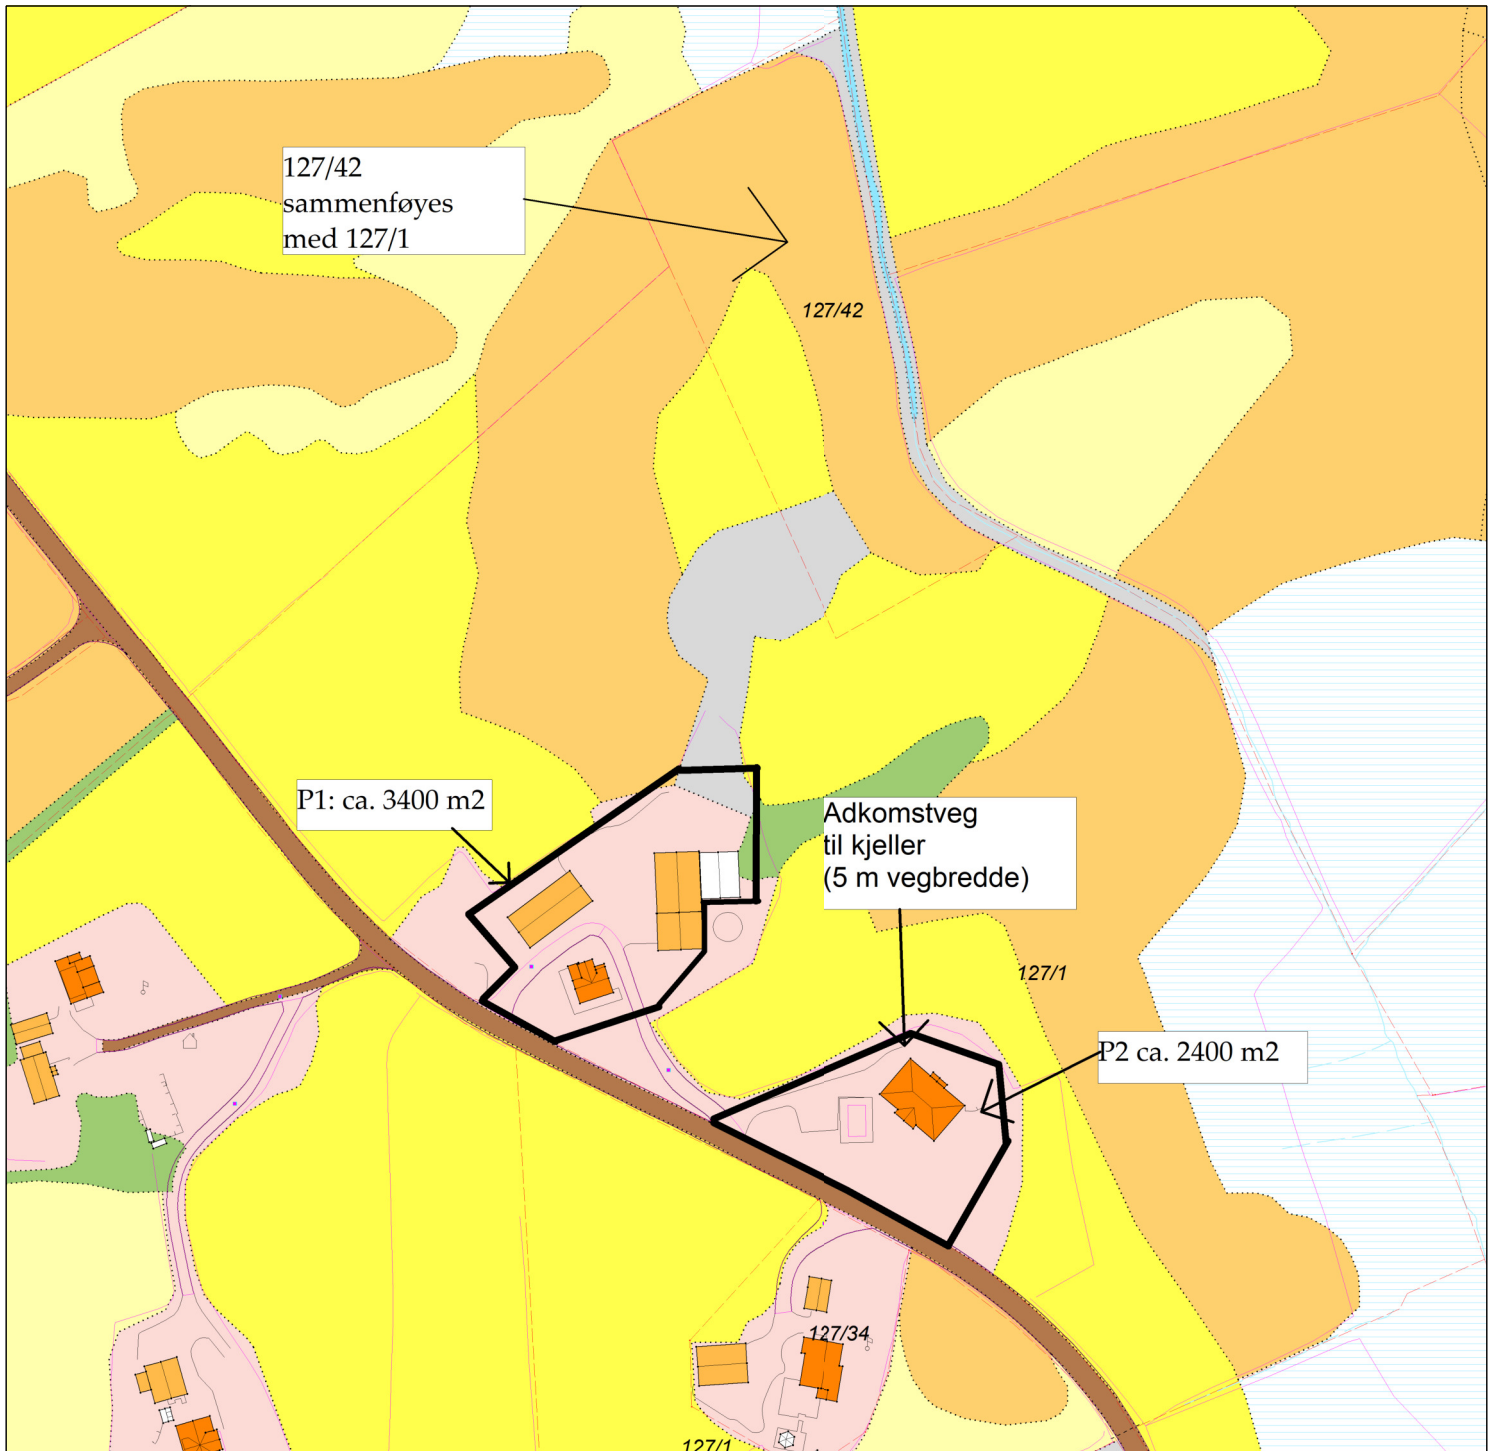 127/42
sammenføyes
med 127/1
127/42
P1: ca. 3400 m2
Adkomstveg
til kjeller
(5 m vegbredde)
127/1
P2 ca. 2400 m2
127/34
127/1